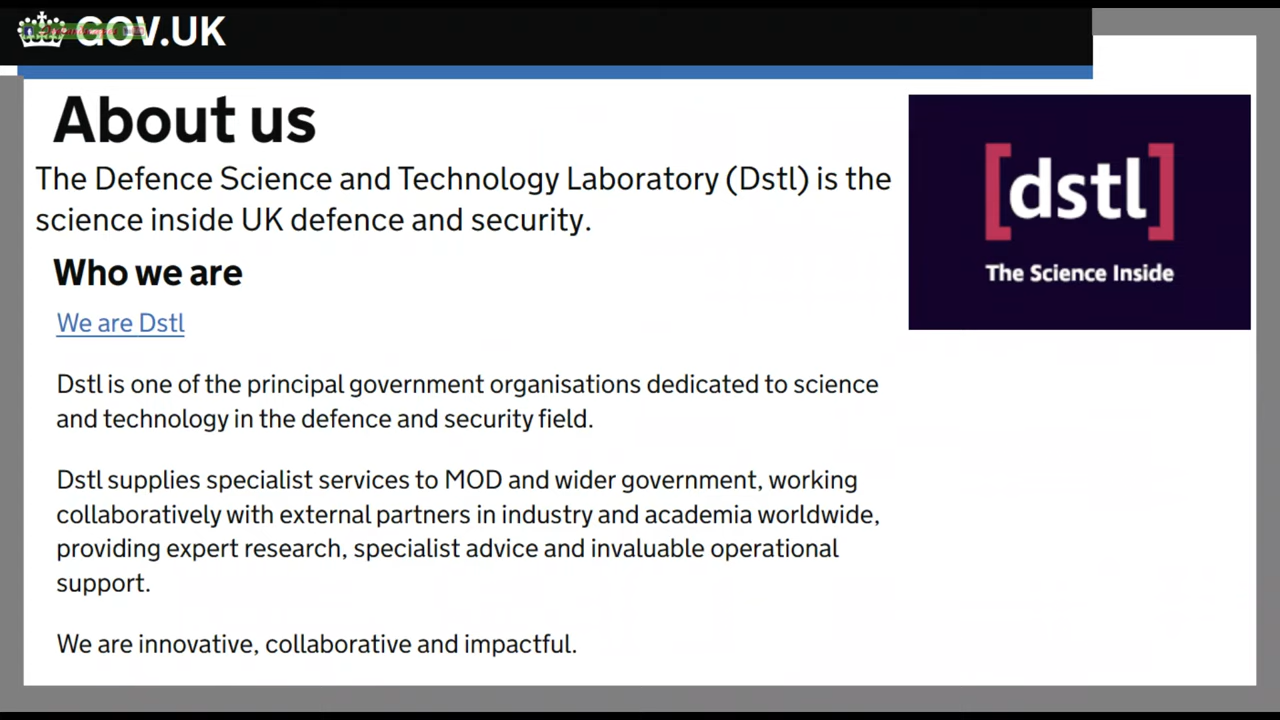 GOV.UK
About us
The Defence Science and Technology Laboratory (Dstl) is the
science inside UK defence and security.
[dstl]
The Science Inside
Who we are
We are Dstl
Dstl is one of the principal government organisations dedicated to science
and technology in the defence and security field.
Dstl supplies specialist services to MOD and wider government, working
collaboratively with external partners in industry and academia worldwide,
providing expert research, specialist advice and invaluable operational
support.
We are innovative, collaborative and impactful.